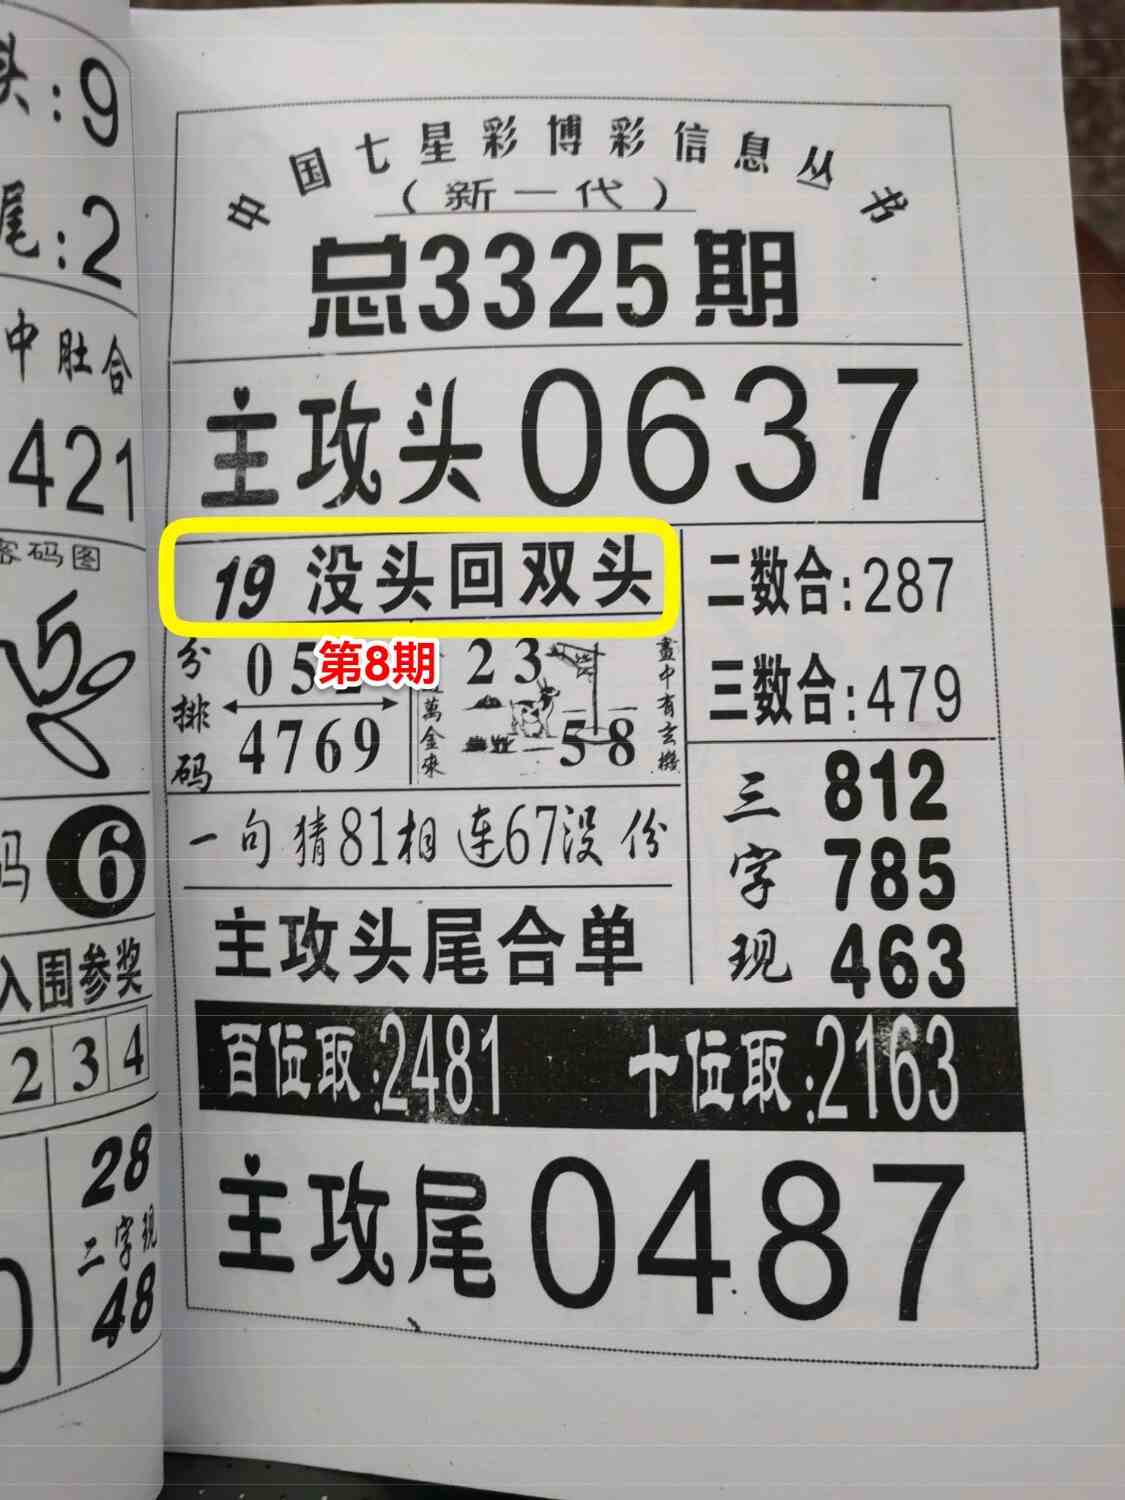 头:9
尾:2
中肚合
421
密码图
码6
入围参奖
2 3 4
28
二字现
48
中国七星彩博彩信息丛书
(新一代)
总3325期
主攻头0637
19没头回双头
第8期
二数合:287
三数合:479
分排码
05
4769
萬金來
23
58
畫中有玄機
三字现
812
785
463
一句猜81相连67没份
主攻头尾合单
百位取:2481 十位取:2163
主攻尾0487